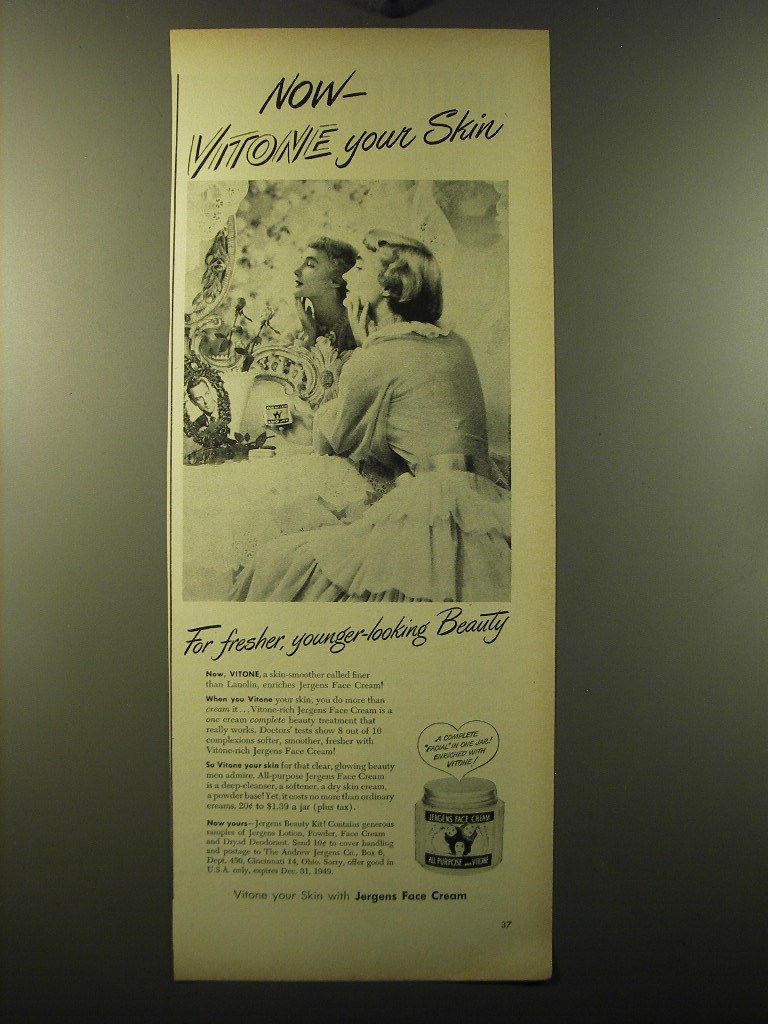 NOW—
VITONE your Skin
For fresher, younger-looking Beauty
Now, VITONE, a skin-smoother called finer
than Lanolin, enriches Jergens Face Cream!
When you Vitone your skin, you do more than
cream it... Vitone-rich Jergens Face Cream is a
one cream complete beauty treatment that
really works. Doctors' tests show 8 out of 10
complexions softer, smoother, fresher with
Vitone-rich Jergens Face Cream!
So Vitone your skin for that clear, glowing beauty
men admire. All-purpose Jergens Face Cream
is a deep-cleanser, a softener, a dry skin cream,
a powder base! Yet, it costs no more than ordinary
creams. 20¢ to $1.39 a jar (plus tax).
Now yours—Jergens Beauty Kit! Contains generous
samples of Jergens Lotion, Powder, Face Cream
and Dryad Deodorant. Send 10¢ to cover handling
and postage to The Andrew Jergens Co., Box 6,
Dept. 450, Cincinnati 14, Ohio. Sorry, offer good in
U.S.A. only, expires Dec. 31, 1949.
A COMPLETE
"FACIAL" IN ONE JAR!
ENRICHED WITH
VITONE!
JERGENS FACE CREAM
ALL PURPOSE with VITONE
Vitone your Skin with Jergens Face Cream
37